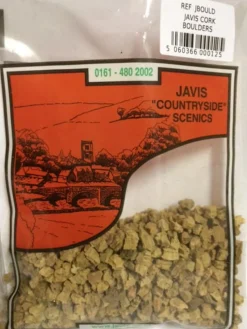 REF JBOULD
JAVIS CORK
BOULDERS
5 060366 000125
0161 - 480 2002
JAVIS
"COUNTRYSIDE"
SCENICS